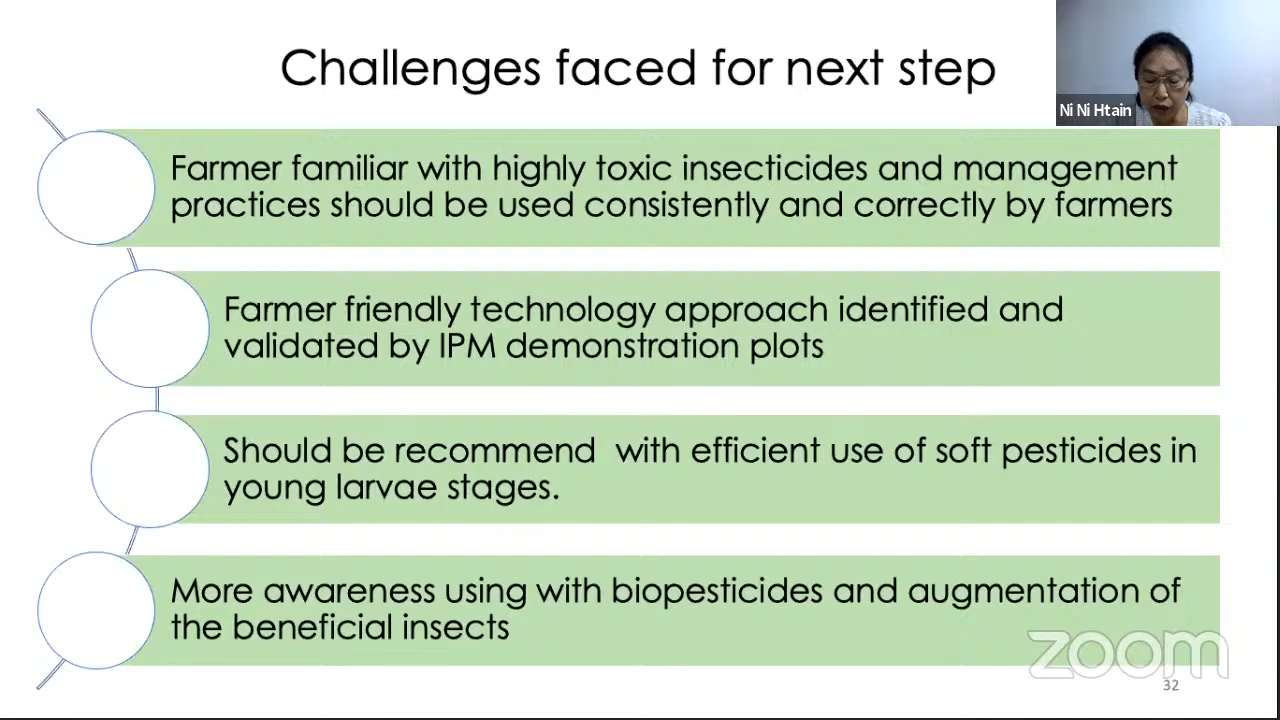 Challenges faced for next step
Ni Ni Htain
Farmer familiar with highly toxic insecticides and management
practices should be used consistently and correctly by farmers
Farmer friendly technology approach identified and
validated by IPM demonstration plots
Should be recommend  with efficient use of soft pesticides in
young larvae stages.
More awareness using with biopesticides and augmentation of
the beneficial insects
zoom
32